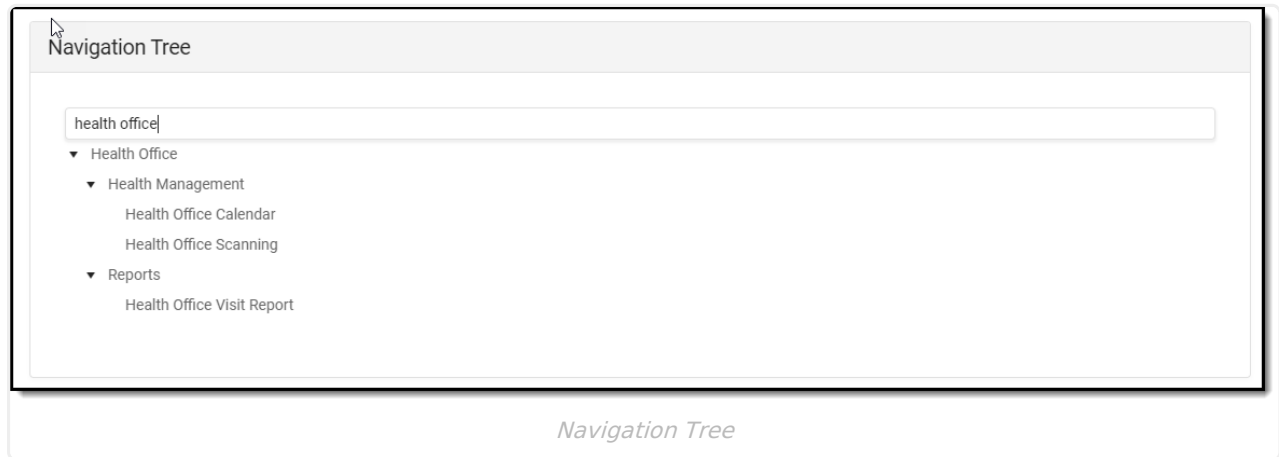 Navigation Tree
health office
Health Office
Health Management
Health Office Calendar
Health Office Scanning
Reports
Health Office Visit Report
Navigation Tree